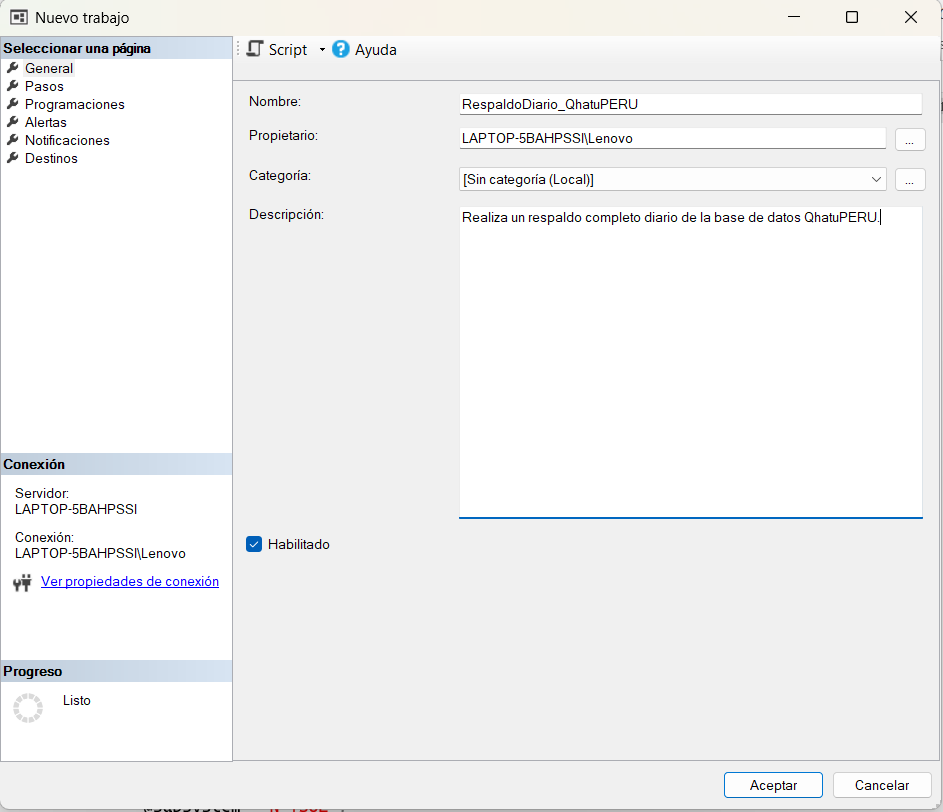 Nuevo trabajo
Seleccionar una página
General
Pasos
Programaciones
Alertas
Notificaciones
Destinos
Script
Ayuda
Nombre:
RespaldoDiario_QhatuPERU
Propietario:
LAPTOP-5BAHPSSI\Lenovo
...
Categoría:
[Sin categoría (Local)]
...
Descripción:
Realiza un respaldo completo diario de la base de datos QhatuPERU.
Habilitado
Conexión
Servidor:
LAPTOP-5BAHPSSI
Conexión:
LAPTOP-5BAHPSSI\Lenovo
Ver propiedades de conexión
Progreso
Listo
Aceptar
Cancelar